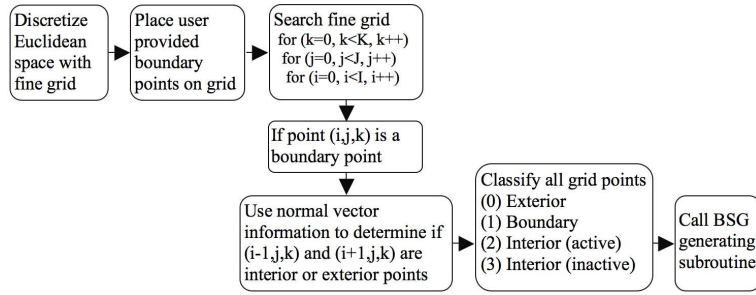 Discretize
Euclidean
space with
fine grid
Place user
provided
boundary
points on grid
Search fine grid
for (k=0, k<K, k++)
for (j=0, j<J, j++)
for (i=0, i<I, i++)
If point (i,j,k) is a
boundary point
Use normal vector
information to determine if
(i-1,j,k) and (i+1,j,k) are
interior or exterior points
Classify all grid points
(0) Exterior
(1) Boundary
(2) Interior (active)
(3) Interior (inactive)
Call BSG
generating
subroutine